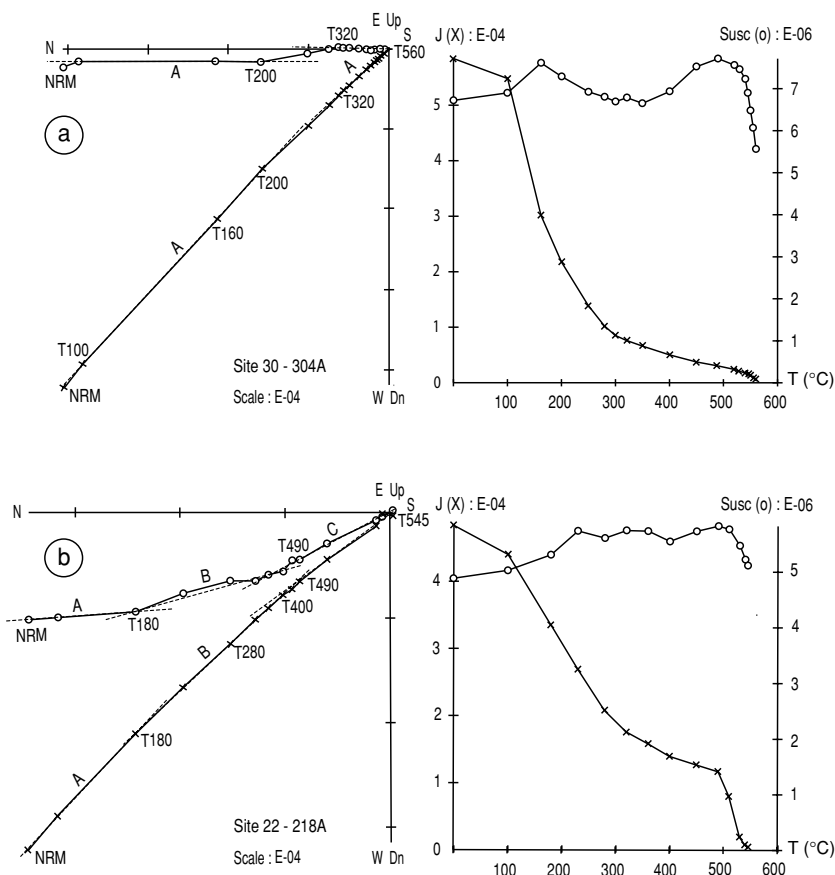 E Up
N
T320
S
T560
NRM
A
T200
A
T320
a
T200
A
T160
T100
NRM
Site 30 - 304A
Scale : E-04
W Dn
J (X) : E-04
Susc (o) : E-06
5
4
3
2
1
0
7
6
5
4
3
2
1
T (°C)
100 200 300 400 500 600
E Up
N
S
T545
C
T490
b
B
A
NRM
T180
T490
T400
B
T280
T180
A
NRM
Site 22 - 218A
Scale : E-04
W Dn
J (X) : E-04
Susc (o) : E-06
4
3
2
1
0
5
4
3
2
1
T (°C)
100 200 300 400 500 600